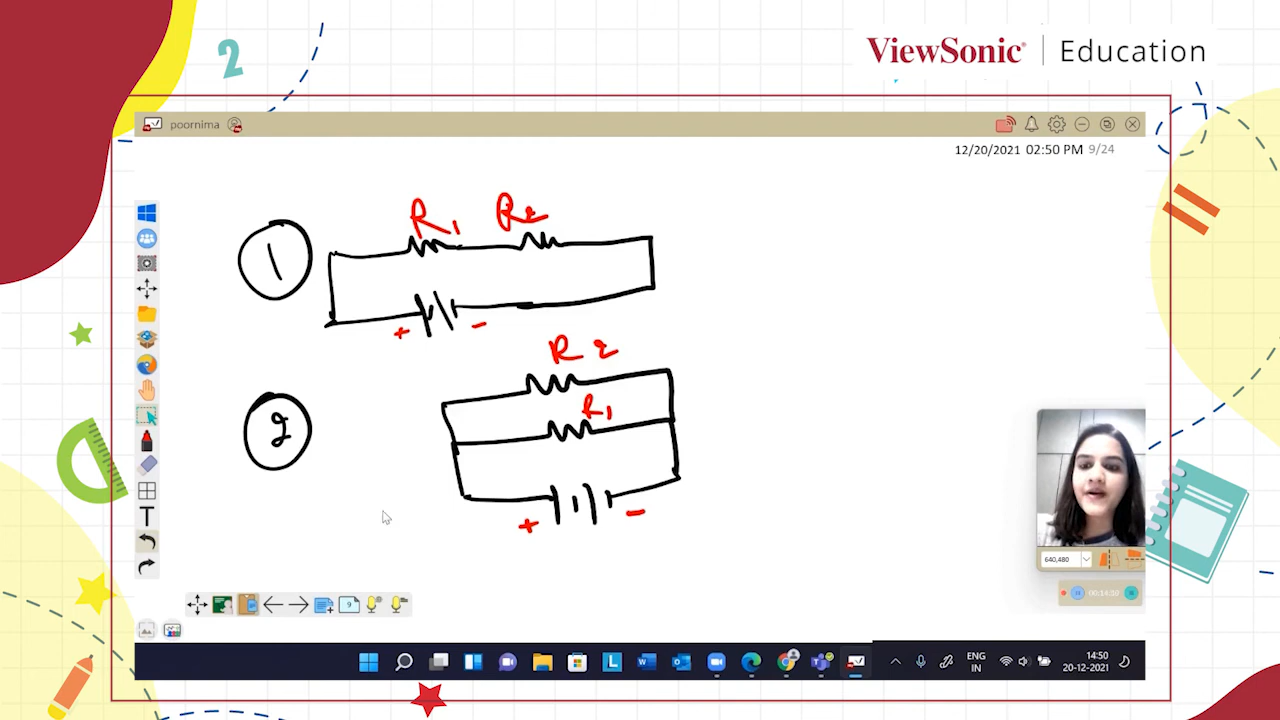 2
ViewSonic® Education
poornima
12/20/2021 02:50 PM 9/24
1
R1 R2
+ -
R2
2
R1
+ -
T
640,480
9
L
W
ENG
IN
14:50
20-12-2021